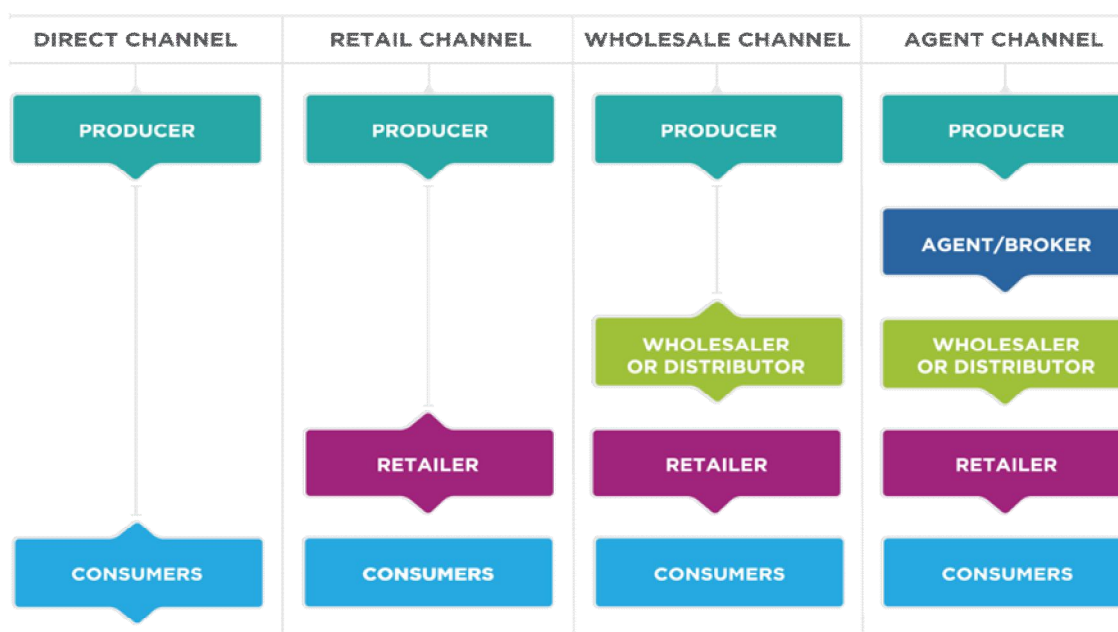 DIRECT CHANNEL
RETAIL CHANNEL
WHOLESALE CHANNEL
AGENT CHANNEL
PRODUCER
PRODUCER
PRODUCER
PRODUCER
AGENT/BROKER
WHOLESALER
OR DISTRIBUTOR
WHOLESALER
OR DISTRIBUTOR
RETAILER
RETAILER
RETAILER
CONSUMERS
CONSUMERS
CONSUMERS
CONSUMERS